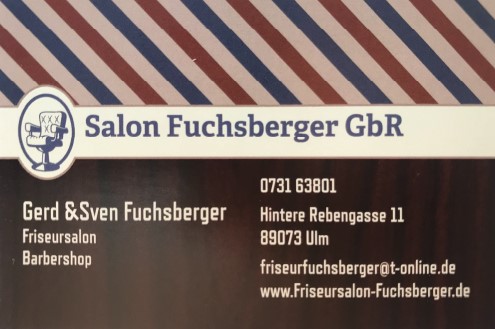 Salon Fuchsberger GbR
Gerd &Sven Fuchsberger
Friseursalon
Barbershop
0731 63801
Hintere Rebengasse 11
89073 Ulm
friseurfuchsberger@t-online.de
www.Friseursalon-Fuchsberger.de